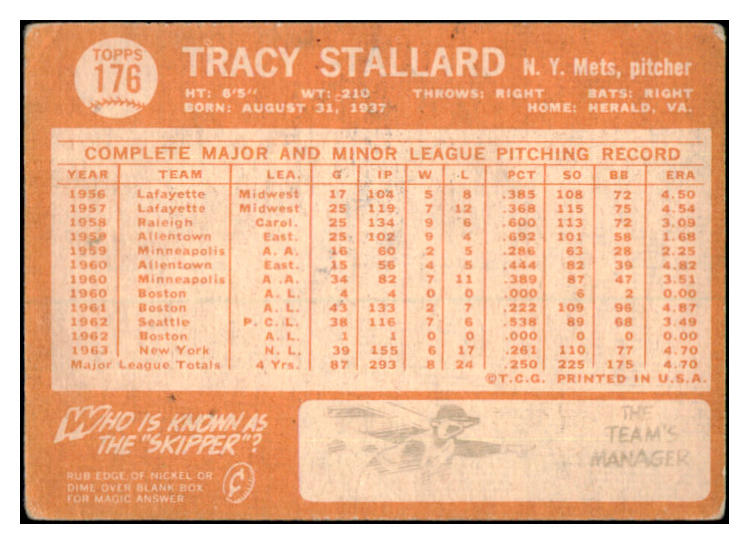 TOPPS
176
TRACY STALLARD N. Y. Mets, pitcher
HT: 6'5" WT: 210 THROWS: RIGHT BATS: RIGHT
BORN: AUGUST 31, 1937 HOME: HERALD, VA.
COMPLETE MAJOR AND MINOR LEAGUE PITCHING RECORD
YEAR TEAM LEA. G IP W L PCT SO BB ERA
1956 Lafayette Midwest 17 104 5 8 .385 108 72 4.50
1957 Lafayette Midwest 25 119 7 12 .368 115 75 4.54
1958 Raleigh Carol. 25 134 9 6 .600 113 72 3.09
1959 Allentown East. 25 102 9 4 .692 101 58 1.68
1959 Minneapolis A. A. 16 60 2 5 .286 63 28 2.25
1960 Allentown East. 15 56 4 5 .444 82 39 4.82
1960 Minneapolis A. A. 34 82 7 11 .389 87 47 3.51
1960 Boston A. L. 4 4 0 0 .000 6 2 0.00
1961 Boston A. L. 43 133 2 7 .222 109 96 4.87
1962 Seattle P. C. L. 38 116 7 6 .538 89 68 3.49
1962 Boston A. L. 1 1 0 0 .000 0 0 0.00
1963 New York N. L. 39 155 6 17 .261 110 77 4.70
Major League Totals 4 Yrs. 87 293 8 24 .250 225 175 4.70
©T.C.G. PRINTED IN U.S.A.
WHO IS KNOWN AS
THE "SKIPPER"?
RUB EDGE OF NICKEL OR
DIME OVER BLANK BOX
FOR MAGIC ANSWER
THE
TEAM'S
MANAGER